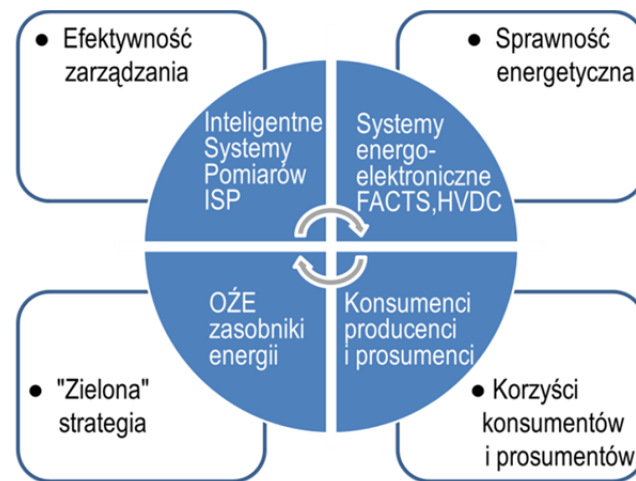 ● Efektywność
zarządzania
● Sprawność
energetyczna
Inteligentne
Systemy
Pomiarów
ISP
Systemy
energo-
elektroniczne
FACTS,HVDC
OŹE
zasobniki
energii
Konsumenci
producenci
i prosumenci
● "Zielona"
strategia
● Korzyści
konsumentów
i prosumentów